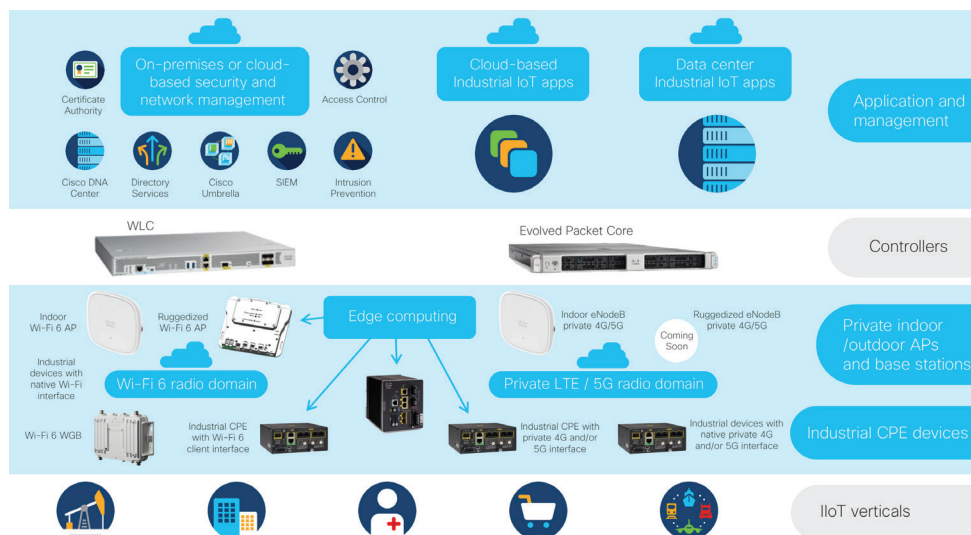 On-premises or cloud-
based security and
network management
Certificate
Authority
Access Control
Cisco DNA
Center
Directory
Services
Cisco
Umbrella
SIEM
Intrusion
Prevention
Cloud-based
Industrial IoT apps
Data center
Industrial IoT apps
Application and
management
WLC
Evolved Packet Core
Controllers
Indoor
Wi-Fi 6 AP
Ruggedized
Wi-Fi 6 AP
Edge computing
Indoor eNodeB
private 4G/5G
Ruggedized eNodeB
private 4G/5G
Coming
Soon
Private indoor
/outdoor APs
and base stations
Industrial
devices with
native Wi-Fi
interface
Wi-Fi 6 radio domain
Private LTE / 5G radio domain
Wi-Fi 6 WGB
Industrial CPE
with Wi-Fi 6
client interface
Industrial CPE with
private 4G and/or
5G interface
Industrial devices with
native private 4G
and/or 5G interface
Industrial CPE devices
IIoT verticals